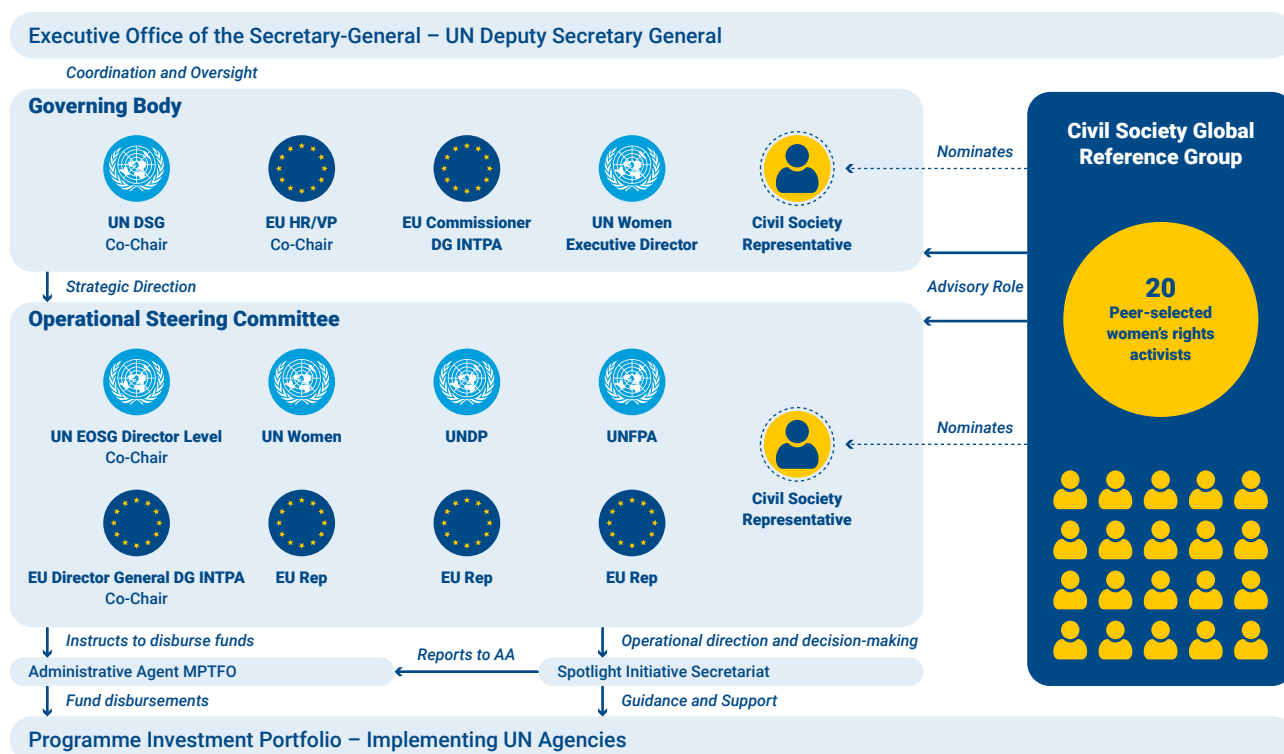 Executive Office of the Secretary-General – UN Deputy Secretary General
Coordination and Oversight
Governing Body
UN DSG
Co-Chair
EU HR/VP
Co-Chair
EU Commissioner
DG INTPA
UN Women
Executive Director
Civil Society
Representative
Nominates
Civil Society Global
Reference Group
Strategic Direction
Advisory Role
20
Peer-selected
women's rights
activists
Operational Steering Committee
UN EOSG Director Level
Co-Chair
UN Women
UNDP
UNFPA
Civil Society
Representative
Nominates
EU Director General DG INTPA
Co-Chair
EU Rep
EU Rep
EU Rep
Instructs to disburse funds
Operational direction and decision-making
Administrative Agent MPTFO
Reports to AA
Spotlight Initiative Secretariat
Fund disbursements
Guidance and Support
Programme Investment Portfolio – Implementing UN Agencies